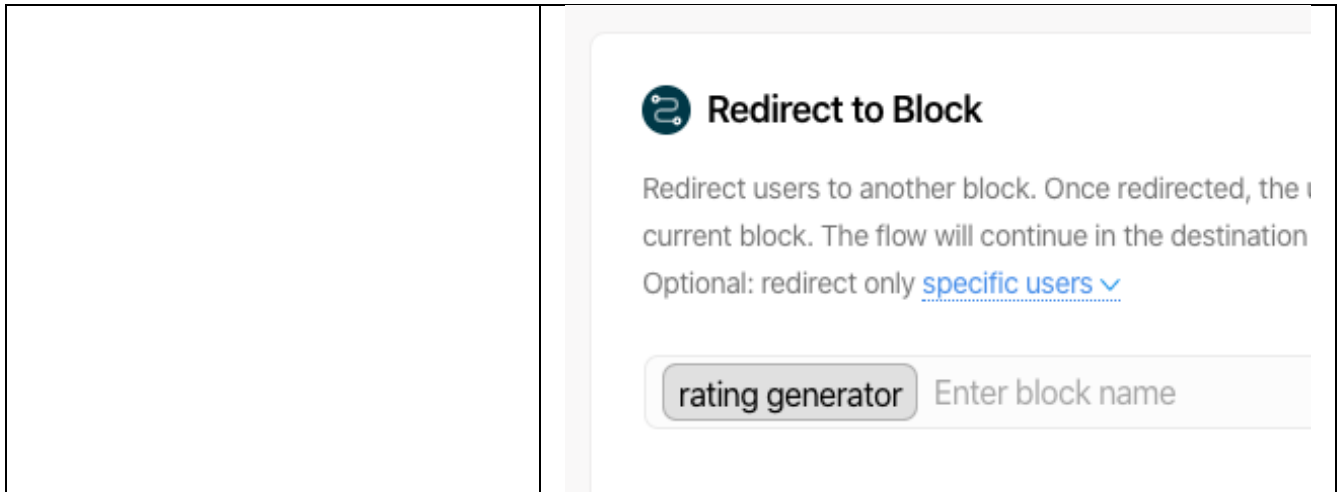 Redirect to Block
Redirect users to another block. Once redirected, the
current block. The flow will continue in the destination
Optional: redirect only specific users
rating generator Enter block name